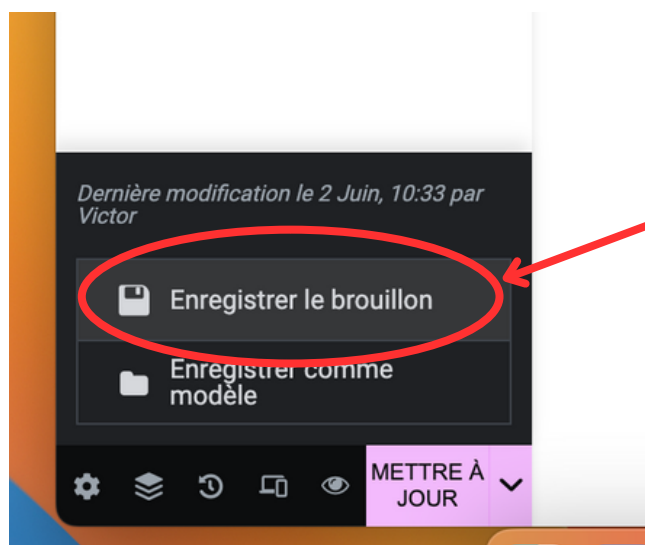 Dernière modification le 2 Juin, 10:33 par
Victor
Enregistrer le brouillon
Enregistrer comme
modèle
METTRE À
JOUR